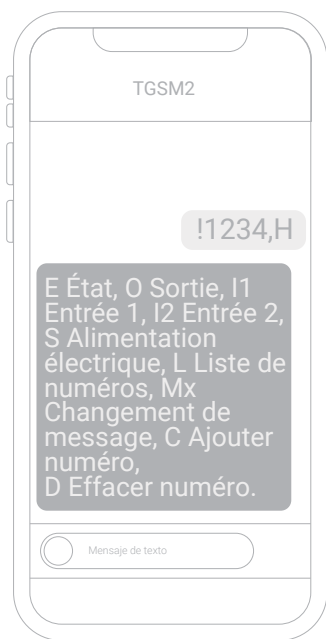 TGSM2
!1234,H
E État, O Sortie, I1
Entrée 1, I2 Entrée 2,
S Alimentation
électrique, L Liste de
numéros, Mx
Changement de
message, C Ajouter
numéro,
D Effacer numéro.
Mensaje de texto